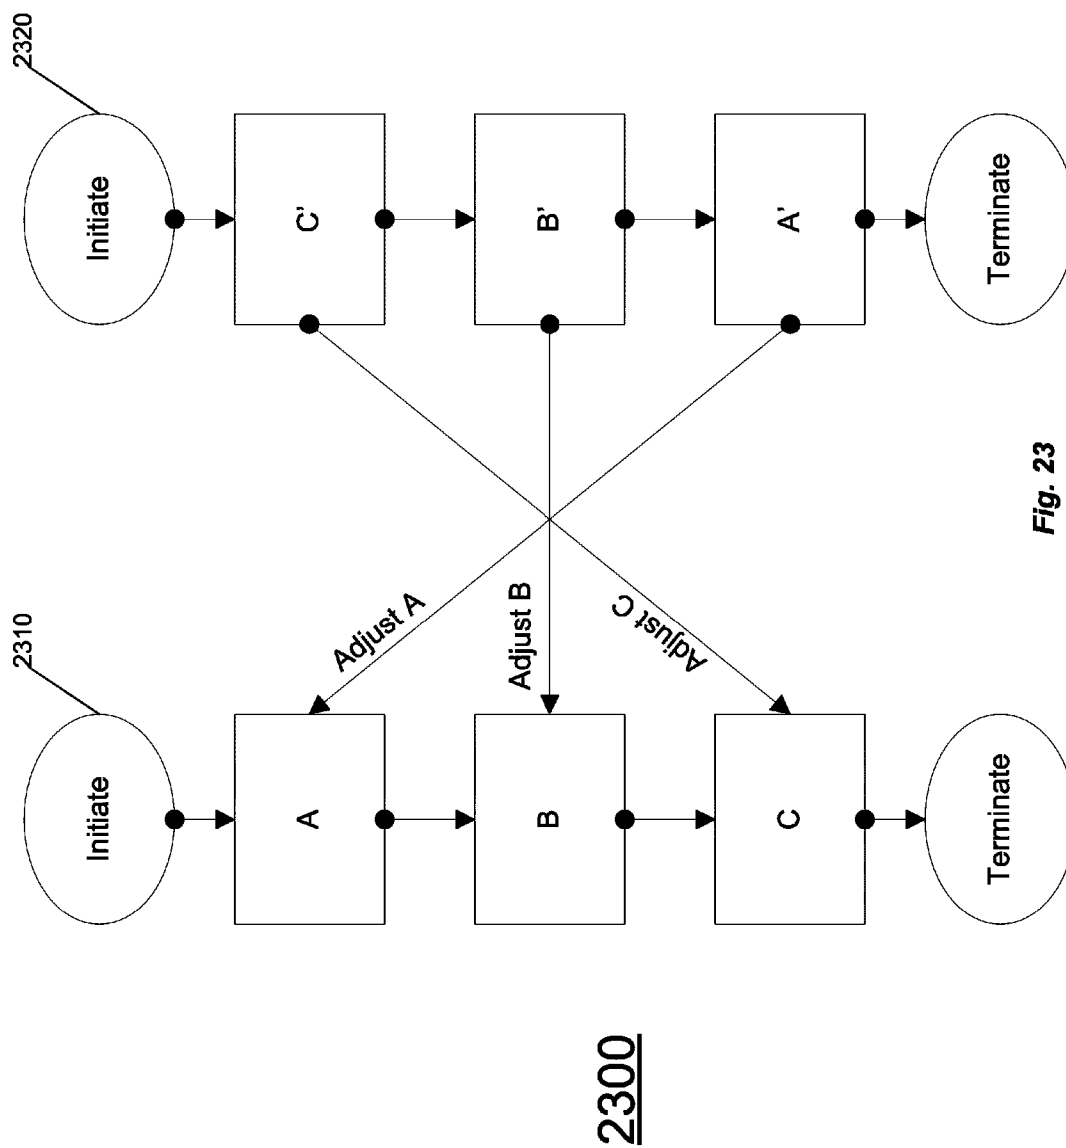 2310
2320
Initiate
Initiate
A
C'
Adjust A
B
B'
Adjust B
2300
Adjust C
C
A'
Terminate
Terminate
Fig. 23